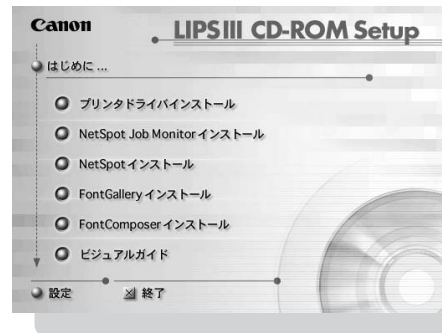 Canon
LIPSIII CD-ROM Setup
はじめに ...
プリンタドライバインストール
NetSpot Job Monitorインストール
NetSpotインストール
FontGalleryインストール
FontComposerインストール
ビジュアルガイド
設定
終了